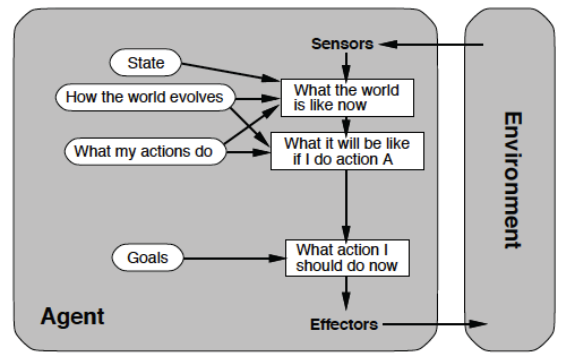 Sensors
State
What the world
is like now
How the world evolves
What it will be like
if I do action A
What my actions do
Environment
Goals
What action I
should do now
Agent
Effectors